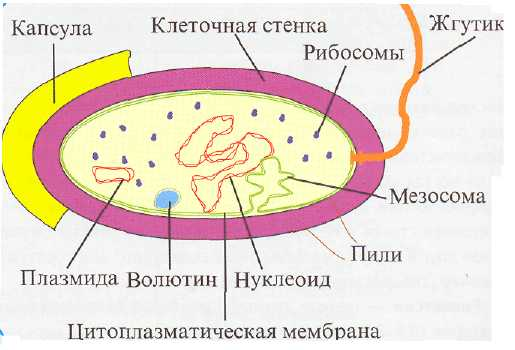 Капсула
Клеточная стенка
Жгутик
Рибосомы
Мезосома
Пили
Плазмида
Волютин
Нуклеоид
Цитоплазматическая мембрана